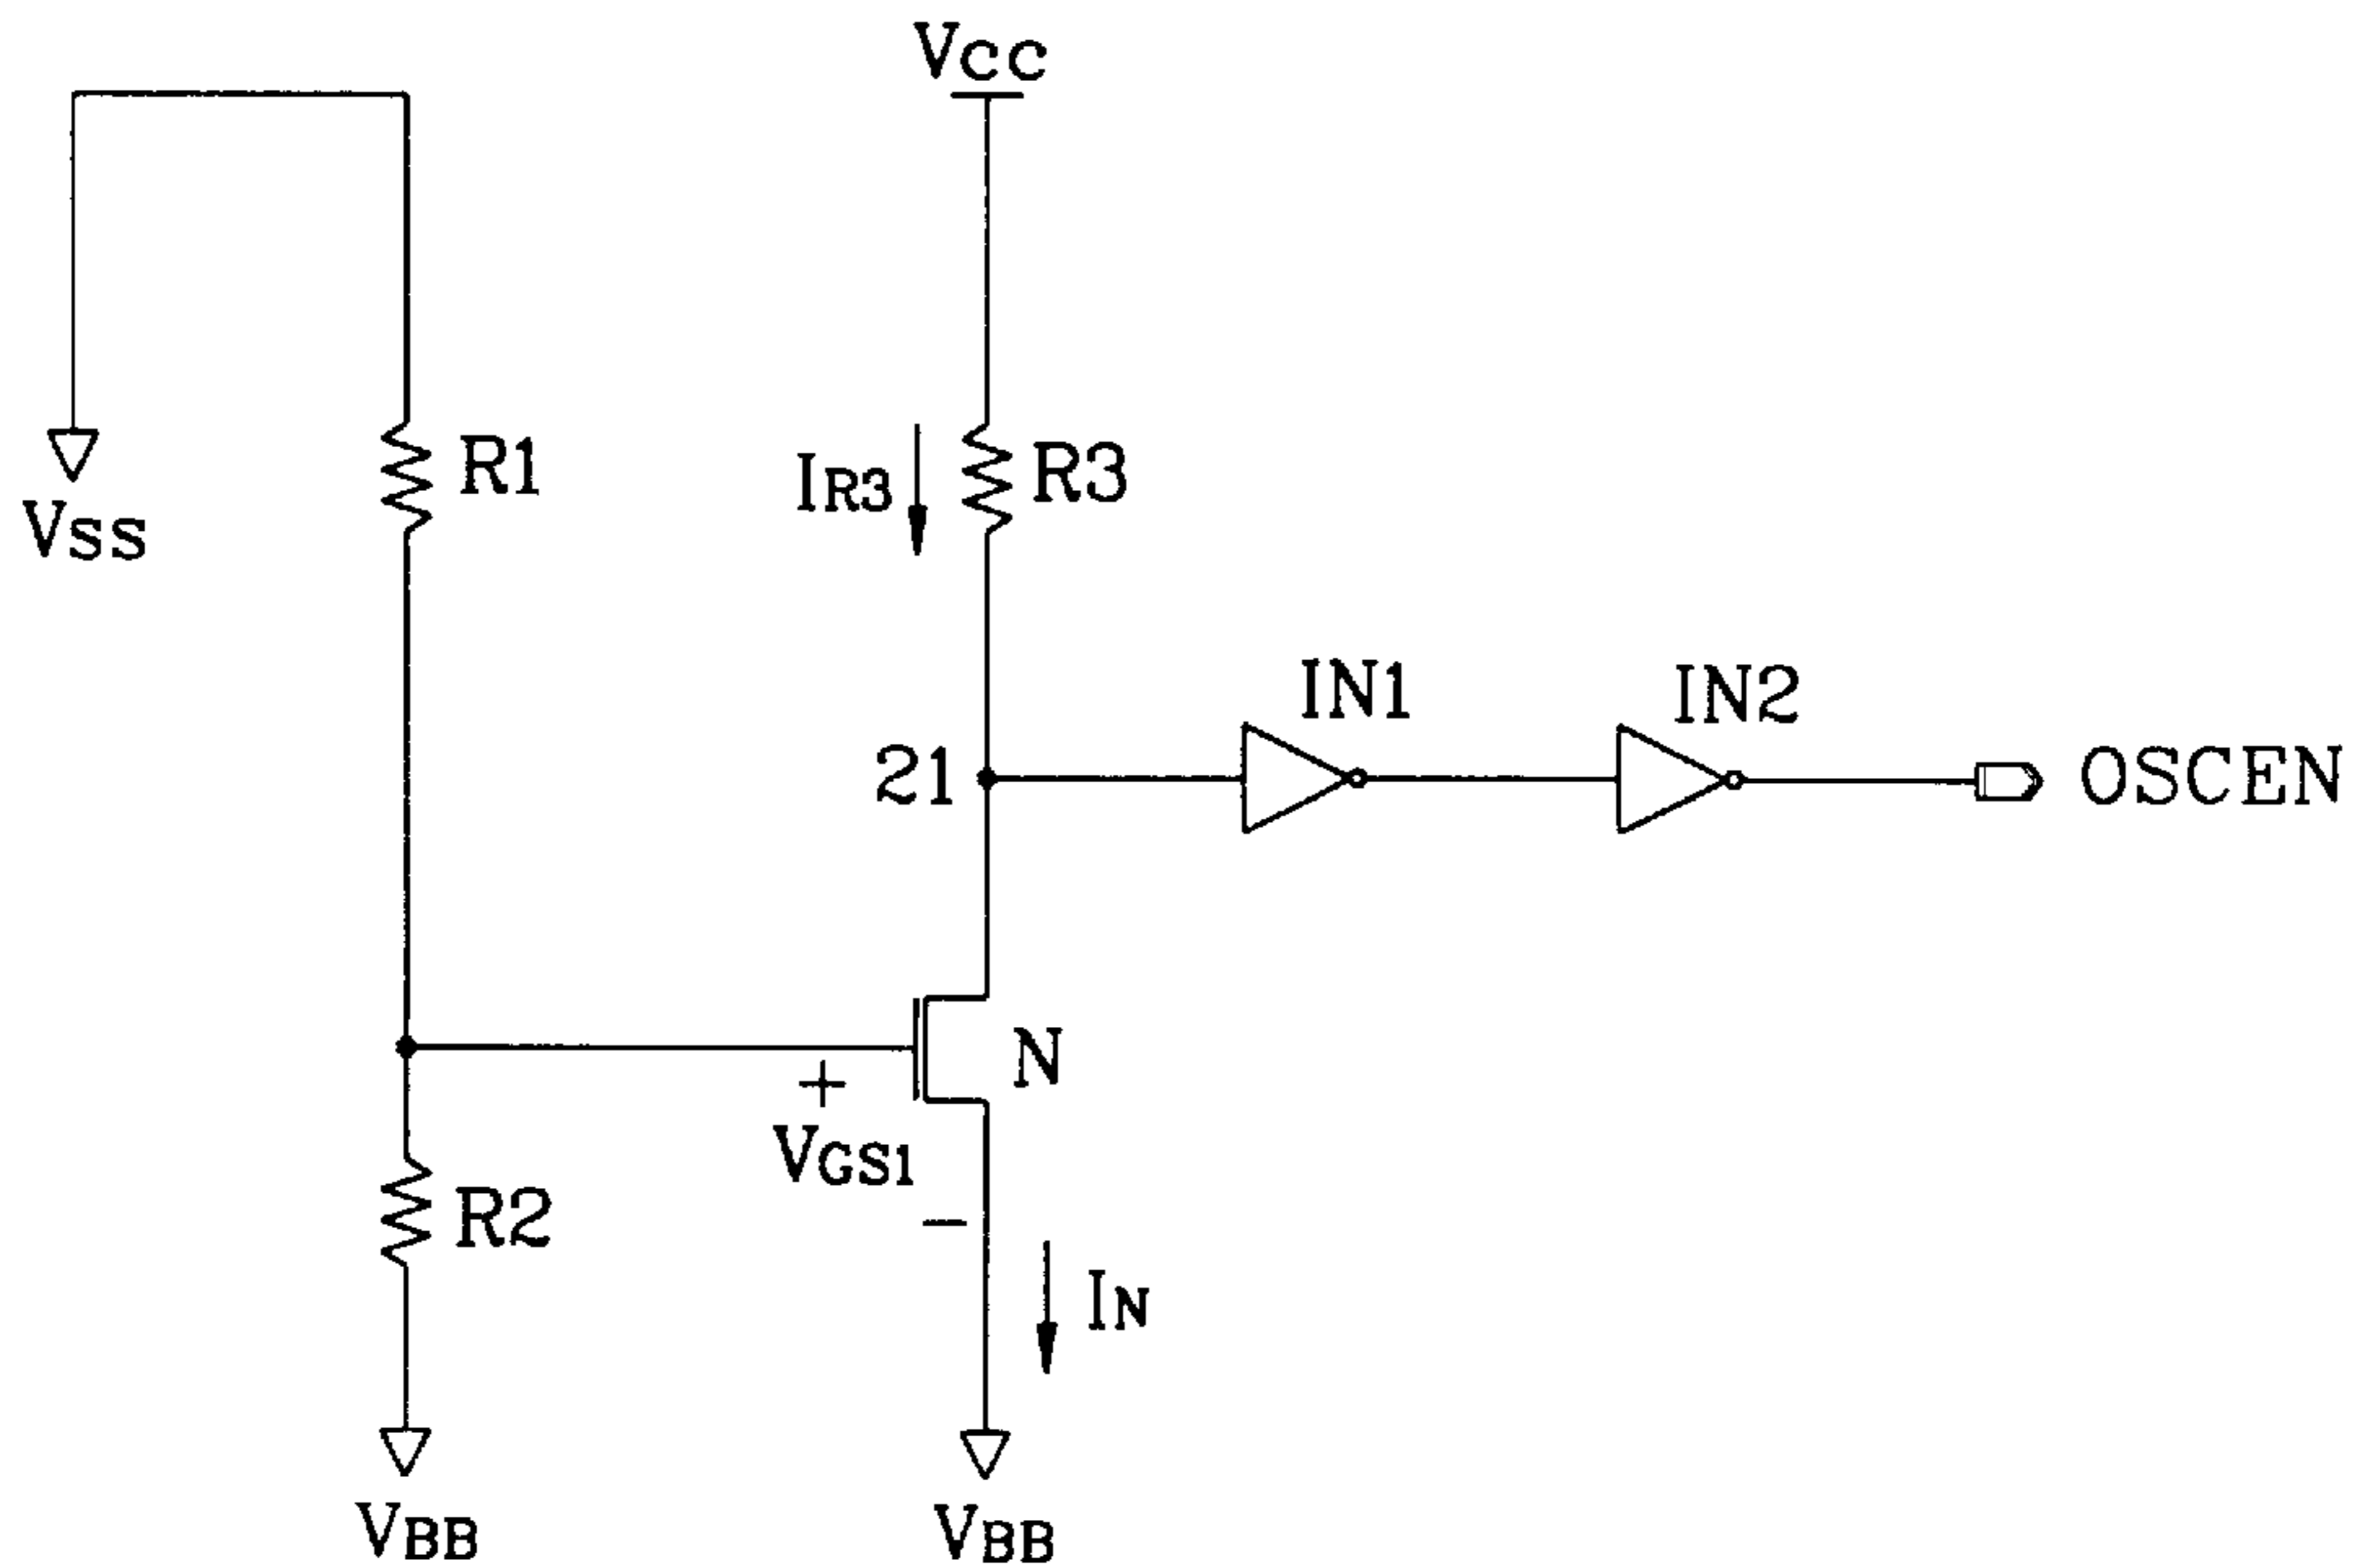 VCC
R1
VSS
IR3
R3
IN1
IN2
21
OSCEN
N
+
VGS1
−
R2
IN
VBB
VBB